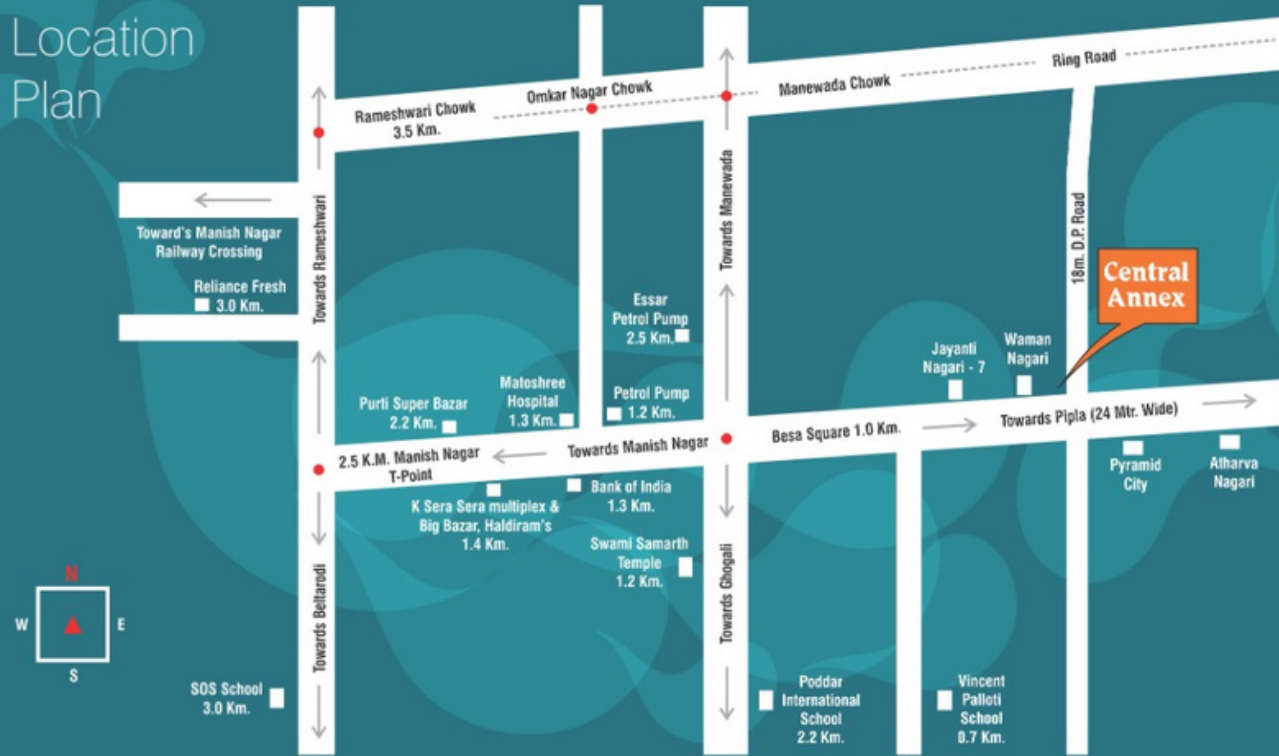 Location
Plan
Rameshwari Chowk
3.5 Km.
Omkar Nagar Chowk
Manewada Chowk
Ring Road
Toward's Manish Nagar
Railway Crossing
Reliance Fresh
3.0 Km.
Towards Rameshwari
Towards Manewada
18m. D.P. Road
Central
Annex
Essar
Petrol Pump
2.5 Km.
Jayanti
Nagari - 7
Waman
Nagari
Purti Super Bazar
2.2 Km.
Matoshree
Hospital
1.3 Km.
Petrol Pump
1.2 Km.
2.5 K.M. Manish Nagar
T-Point
Towards Manish Nagar
Besa Square 1.0 Km.
Towards Pipla (24 Mtr. Wide)
Pyramid
City
Atharva
Nagari
K Sera Sera multiplex &
Big Bazar, Haldiram's
1.4 Km.
Bank of India
1.3 Km.
Swami Samarth
Temple
1.2 Km.
Towards Beltarodi
Towards Ghogali
N
W
E
S
SOS School
3.0 Km.
Poddar
International
School
2.2 Km.
Vincent
Palloti
School
0.7 Km.